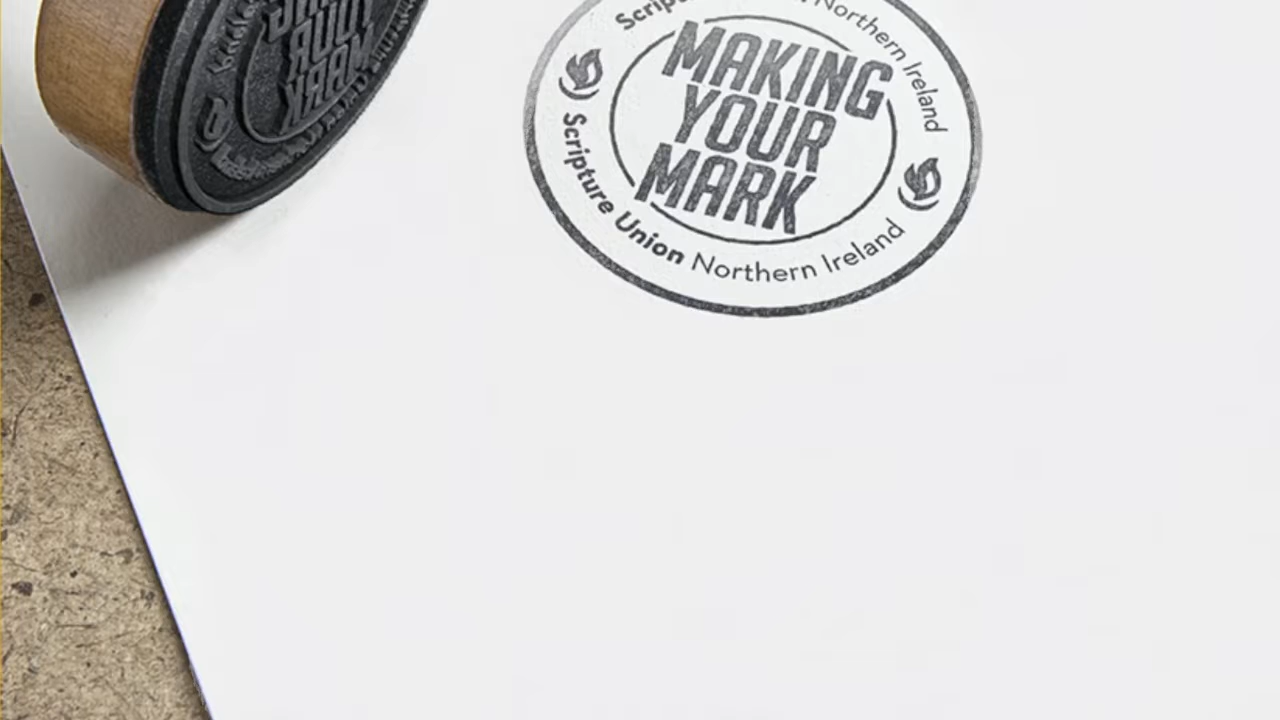 Northern Ireland
MAKING
YOUR
MARK
Scripture Union Northern Ireland